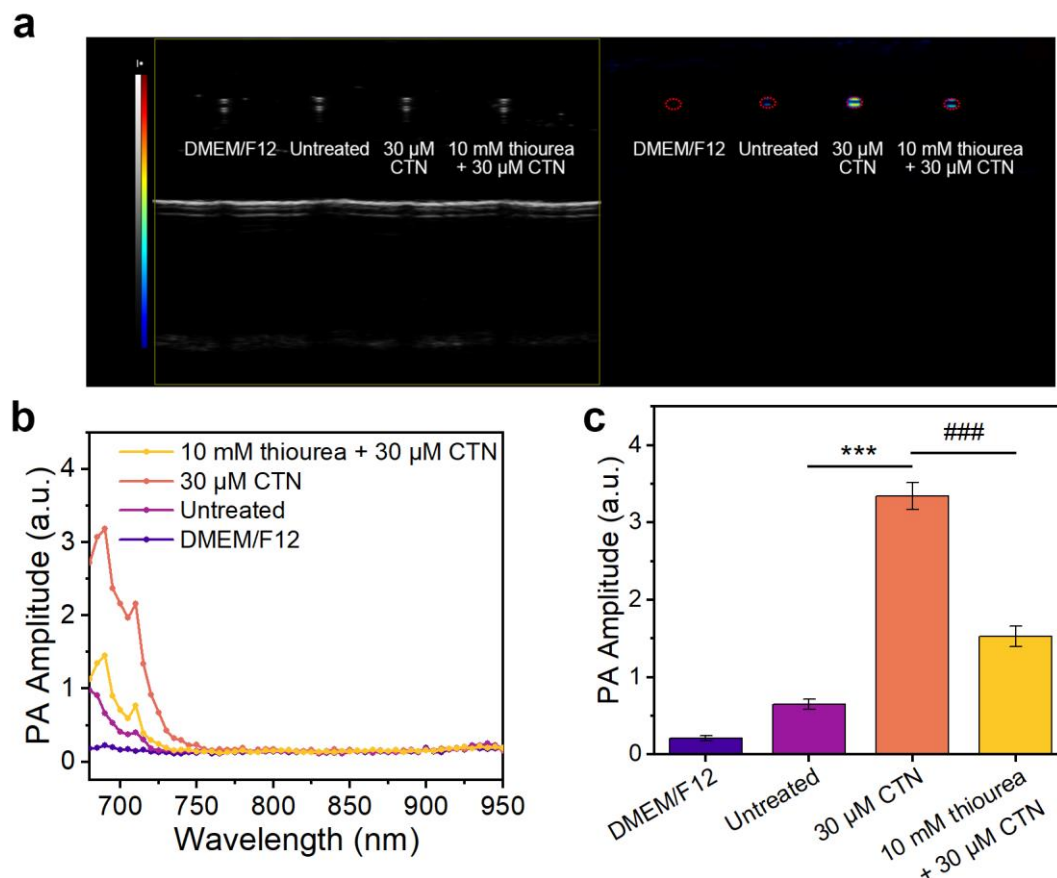 a
DMEM/F12 Untreated 30 µM CTN 10 mM thiourea + 30 µM CTN
DMEM/F12 Untreated 30 µM CTN 10 mM thiourea + 30 µM CTN
b
10 mM thiourea + 30 µM CTN
30 µM CTN
Untreated
DMEM/F12
PA Amplitude (a.u.)
4
3
2
1
0
700 750 800 850 900 950
Wavelength (nm)
c
*** ###
PA Amplitude (a.u.)
4
3
2
1
0
DMEM/F12
Untreated
30 µM CTN
10 mM thiourea
+ 30 µM CTN